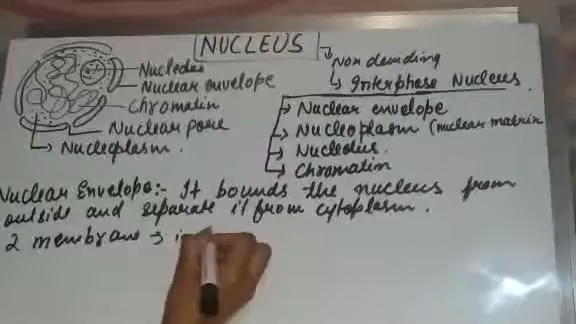 NUCLEUS
Non deviding
Interphase Nucleus.
Nucleolus
Nuclear envelope
Chromatin
Nuclear pore
Nucleoplasm.
Nuclear envelope
Nucleoplasm (nuclear matrix
Nucleolus.
Chromatin
Nuclear Envelope:- It bounds the nucleus from
outside and separate it from cytoplasm.
2 membrane → i